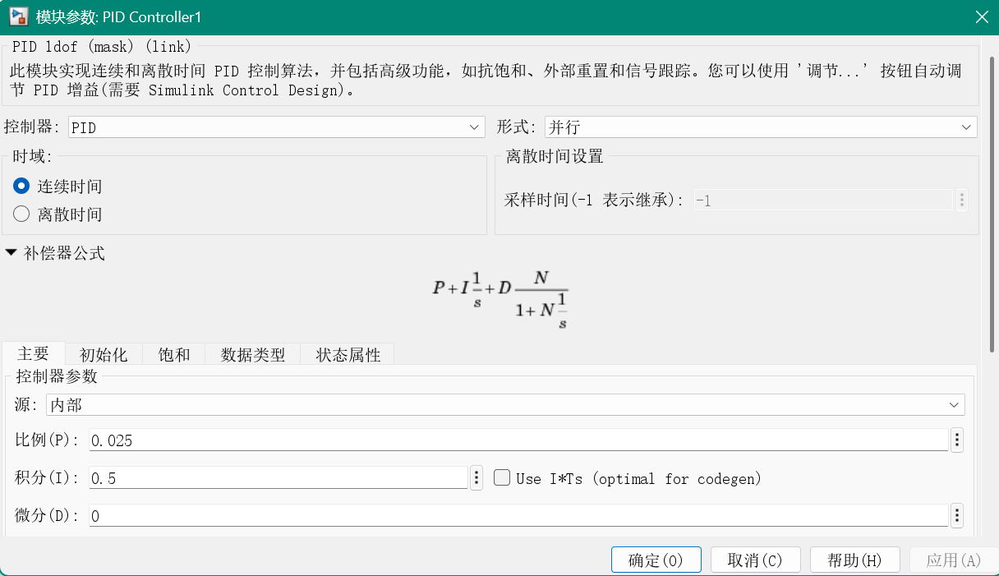 模块参数: PID Controller1
PID 1dof (mask) (link)
此模块实现连续和离散时间 PID 控制算法，并包括高级功能，如抗饱和、外部重置和信号跟踪。您可以使用 '调节...' 按钮自动调
节 PID 增益(需要 Simulink Control Design)。
控制器: PID 形式: 并行
时域: 离散时间设置
连续时间
采样时间(-1 表示继承): -1
离散时间
补偿器公式
P + I 1/s + D N/(1 + N 1/s)
主要 初始化 饱和 数据类型 状态属性
控制器参数
源: 内部
比例(P): 0.025
积分(I): 0.5 Use I*Ts (optimal for codegen)
微分(D): 0
确定(O) 取消(C) 帮助(H) 应用(A)